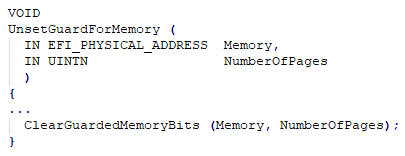 VOID
UnsetGuardForMemory (
  IN EFI_PHYSICAL_ADDRESS  Memory,
  IN UINTN                 NumberOfPages
  )
{
...
  ClearGuardedMemoryBits (Memory, NumberOfPages);
}